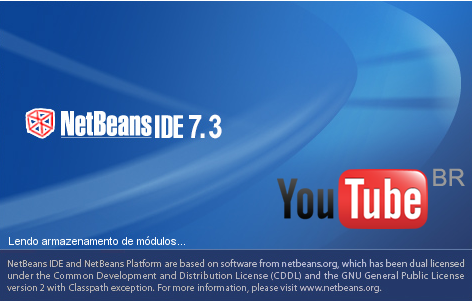 NetBeans IDE 7.3
YouTube BR
Lendo armazenamento de módulos...
NetBeans IDE and NetBeans Platform are based on software from netbeans.org, which has been dual licensed
under the Common Development and Distribution License (CDDL) and the GNU General Public License
version 2 with Classpath exception. For more information, please visit www.netbeans.org.